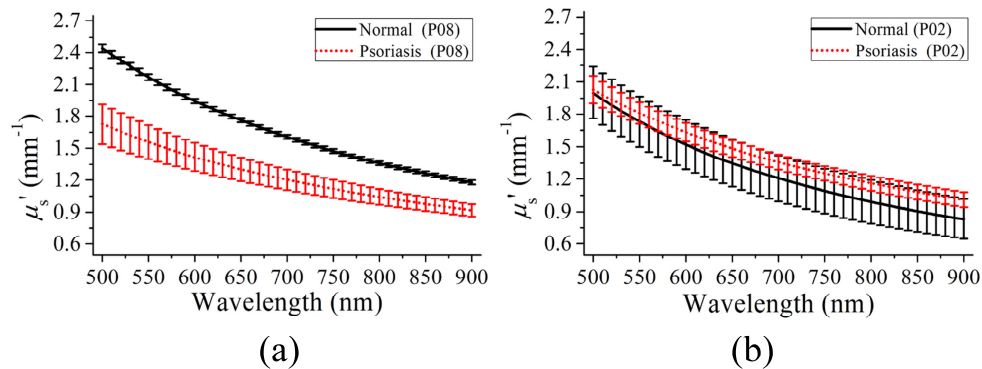 2.7
2.4
2.1
1.8
1.5
1.2
0.9
0.6
μs' (mm-1)
Normal (P08)
Psoriasis (P08)
500 550 600 650 700 750 800 850 900
Wavelength (nm)
(a)
2.7
2.4
2.1
1.8
1.5
1.2
0.9
0.6
μs' (mm-1)
Normal (P02)
Psoriasis (P02)
500 550 600 650 700 750 800 850 900
Wavelength (nm)
(b)